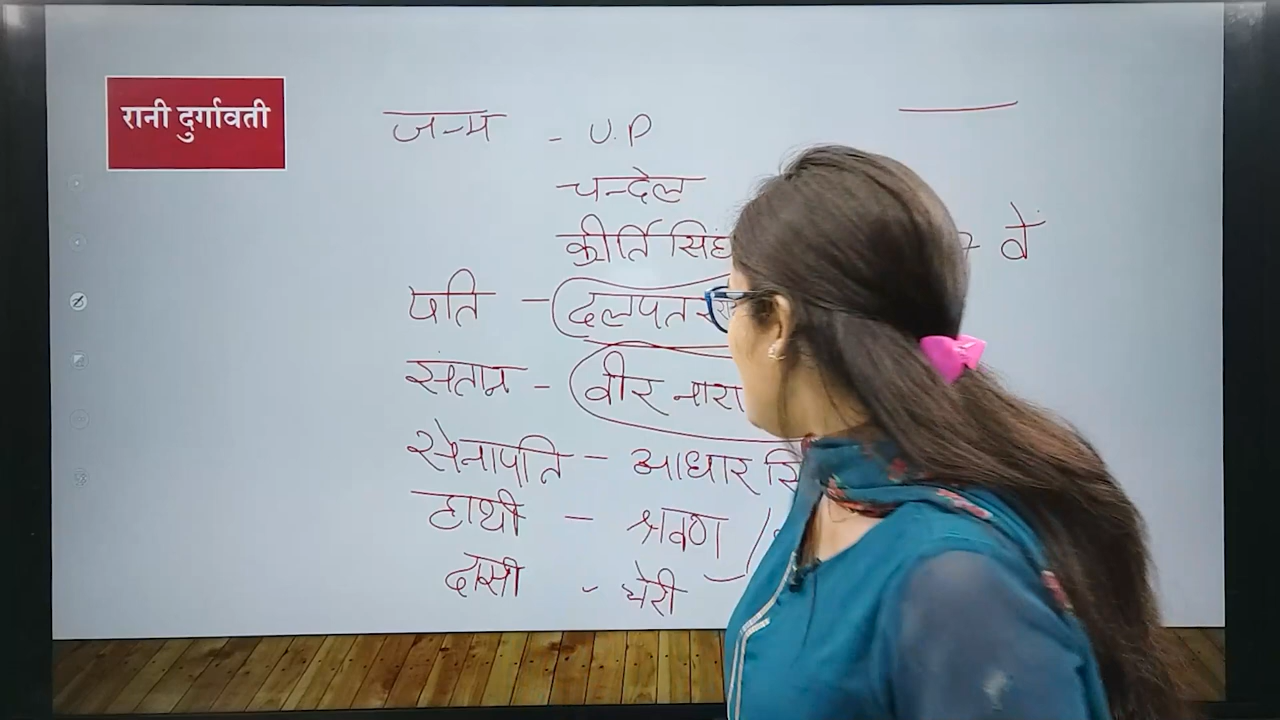 रानी दुर्गावती
जन्म - U.P
चन्देल
कीर्ति सिंह
वें
पति - दलपत
संतान - वीर नारा
सेनापति - आधार सि
हाथी - श्रवण /
दासी - घेरी